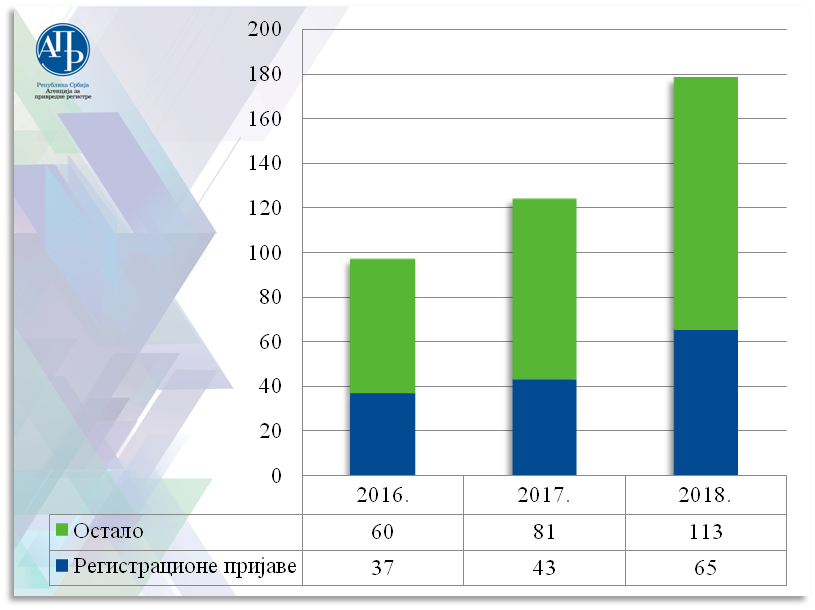 АПР
Република Србија
Агенција за
привредне регистре
200
180
160
140
120
100
80
60
40
20
0
2016. 2017. 2018.
Остало 60 81 113
Регистрационе пријаве 37 43 65